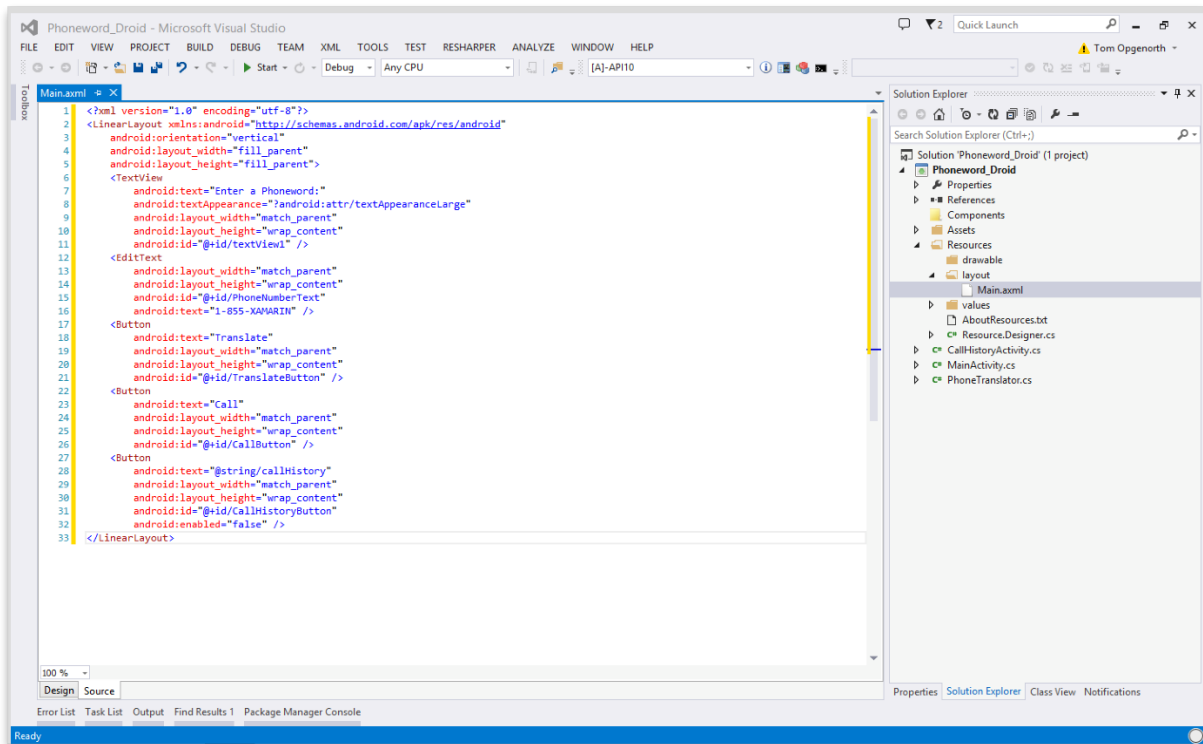 Phoneword_Droid - Microsoft Visual Studio
2
Quick Launch
FILE EDIT VIEW PROJECT BUILD DEBUG TEAM XML TOOLS TEST RESHARPER ANALYZE WINDOW HELP
Tom Opgenorth
Start Debug Any CPU [A]-API10
Toolbox
Main.axml
1 <?xml version="1.0" encoding="utf-8"?>
2 <LinearLayout xmlns:android="http://schemas.android.com/apk/res/android"
3 android:orientation="vertical"
4 android:layout_width="fill_parent"
5 android:layout_height="fill_parent">
6 <TextView
7 android:text="Enter a Phoneword:"
8 android:textAppearance="?android:attr/textAppearanceLarge"
9 android:layout_width="match_parent"
10 android:layout_height="wrap_content"
11 android:id="@+id/textView1" />
12 <EditText
13 android:layout_width="match_parent"
14 android:layout_height="wrap_content"
15 android:id="@+id/PhoneNumberText"
16 android:text="1-855-XAMARIN" />
17 <Button
18 android:text="Translate"
19 android:layout_width="match_parent"
20 android:layout_height="wrap_content"
21 android:id="@+id/TranslateButton" />
22 <Button
23 android:text="Call"
24 android:layout_width="match_parent"
25 android:layout_height="wrap_content"
26 android:id="@+id/CallButton" />
27 <Button
28 android:text="@string/callHistory"
29 android:layout_width="match_parent"
30 android:layout_height="wrap_content"
31 android:id="@+id/CallHistoryButton"
32 android:enabled="false" />
33 </LinearLayout>
100 %
Design Source
Solution Explorer
Search Solution Explorer (Ctrl+;)
Solution 'Phoneword_Droid' (1 project)
Phoneword_Droid
Properties
References
Components
Assets
Resources
drawable
layout
Main.axml
values
AboutResources.txt
C# Resource.Designer.cs
C# CallHistoryActivity.cs
C# MainActivity.cs
C# PhoneTranslator.cs
Properties Solution Explorer Class View Notifications
Error List Task List Output Find Results 1 Package Manager Console
Ready